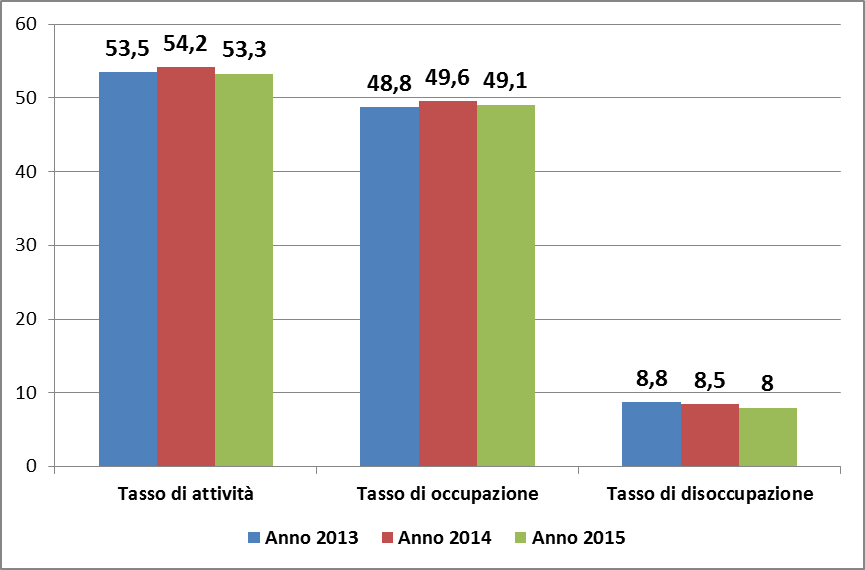 60
50
40
30
20
10
0
53,5 54,2 53,3
48,8 49,6 49,1
8,8 8,5 8
Tasso di attività Tasso di occupazione Tasso di disoccupazione
Anno 2013 Anno 2014 Anno 2015